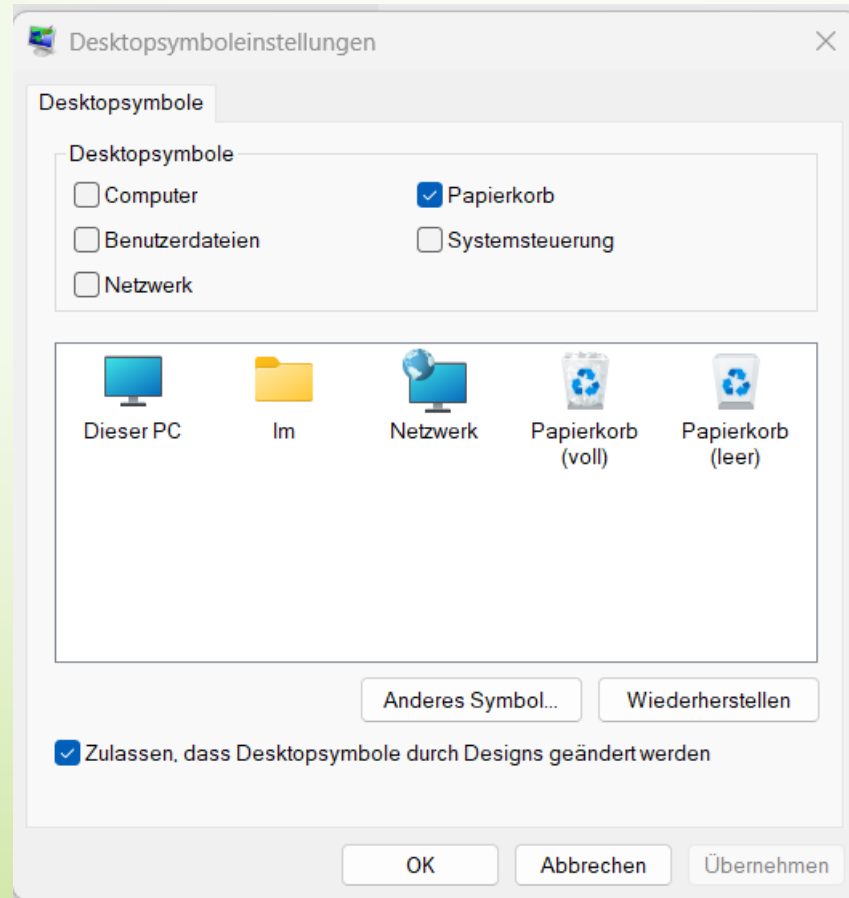 Desktopsymboleinstellungen
Desktopsymbole
Desktopsymbole
Computer
Papierkorb
Benutzerdateien
Systemsteuerung
Netzwerk
Dieser PC
Im
Netzwerk
Papierkorb
(voll)
Papierkorb
(leer)
Anderes Symbol...
Wiederherstellen
Zulassen, dass Desktopsymbole durch Designs geändert werden
OK
Abbrechen
Übernehmen